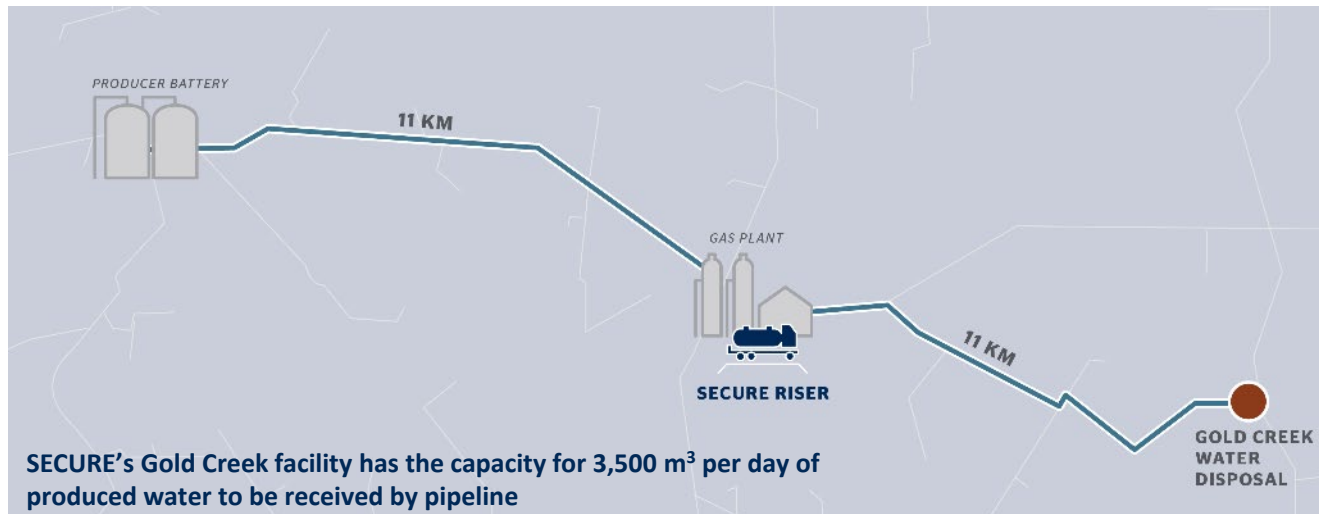 PRODUCER BATTERY
11 KM
GAS PLANT
SECURE RISER
11 KM
GOLD CREEK
WATER
DISPOSAL
SECURE's Gold Creek facility has the capacity for 3,500 m³ per day of
produced water to be received by pipeline